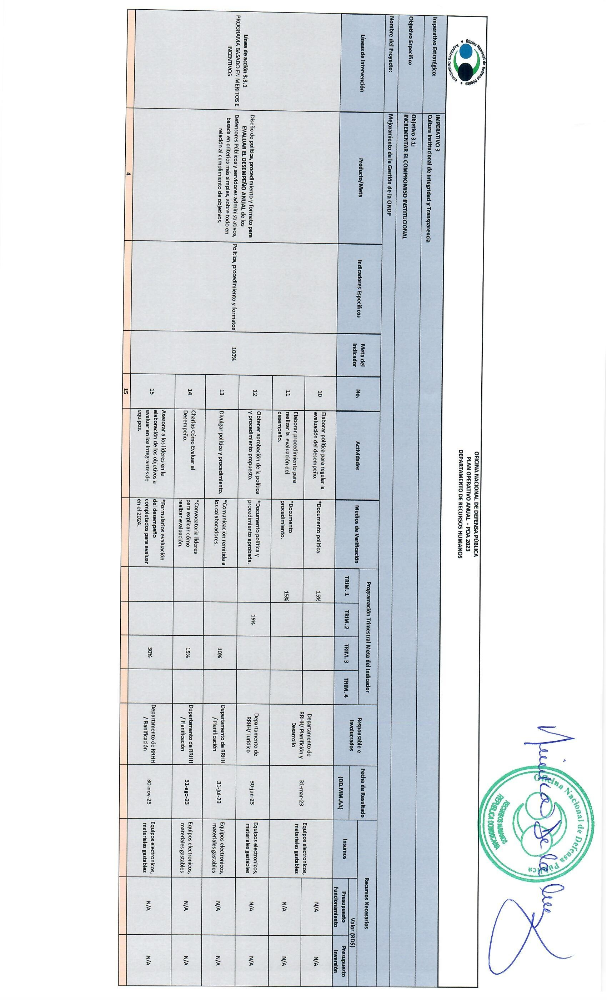 Oficina Nacional de Defensa Pública
República Dominicana
OFICINA NACIONAL DE DEFENSA PÚBLICA
PLAN OPERATIVO ANUAL - POA 2023
DEPARTAMENTO DE RECURSOS HUMANOS
Oficina Nacional de Defensa Pública
RECURSOS HUMANOS
REPUBLICA DOMINICANA
De la
Imperativo Estratégico:
IMPERATIVO 3
Cultura Institucional de Integridad y Transparencia
Objetivo Específico
Objetivo 3.1:
INCREMENTAR EL COMPROMISO INSTITUCIONAL
Nombre del Proyecto:
Mejoramiento de la Gestión de la ONDP
Líneas de Intervención
Producto/Meta
Indicadores Específicos
Meta del
Indicador
No.
Actividades
Medios de Verificación
Programación Trimestral Meta del Indicador
TRIM. 1
TRIM. 2
TRIM. 3
TRIM. 4
Responsable e
Involucrados
Fecha de Resultado
(DD.MM.AA)
Recursos Necesarios
Insumos
Valor (RD$)
Presupuesto
Funcionamiento
Presupuesto
Inversión
Línea de acción 3.3.1
PROGRAMA BASADO EN MERITOS E
INCENTIVOS
Diseño de política, procedimiento y formato para
EVALUAR EL DESEMPEÑO ANUAL de los
Defensores Públicos y servidores administrativos,
basada en criterios más simples, sobre todo en
relación al cumplimiento de objetivos.
Política, procedimiento y formatos
100%
10
Elaborar política para regular la
evaluación del desempeño.
*Documento política.
15%
Departamento de
RRHH/ Planifición y
Desarrollo
31-mar-23
Equipos electronicos,
materiales gastables
N/A
N/A
11
Elaborar procedimiento para
realizar la evaluación del
desempeño.
*Documento
procedimiento.
15%
N/A
N/A
12
Obtener aprobación de la política
y procedimiento propuesto.
*Documento política y
procedimiento aprobada.
15%
Departamento de
RRHH/ Jurídico
30-jun-23
Equipos electronicos,
materiales gastables
N/A
N/A
13
Divulgar política y procedimiento.
*Comunicación remitida a
los colaboradores.
10%
Departamento de RRHH
/ Planificación
31-jul-23
Equipos electronicos,
materiales gastables
N/A
N/A
14
Charlas Cómo Evaluar el
Desempeño.
*Convocatoria líderes
para explicar cómo
realizar evaluación.
15%
Departamento de RRHH
/ Planificación
31-ago-23
Equipos electronicos,
materiales gastables
N/A
N/A
15
Asesorar a los líderes en la
elaboración de los objetivos a
evaluar en los integrantes de
equipos.
*Formularios evaluación
del desempeño
completados para evaluar
en el 2024.
30%
Departamento de RRHH
/ Planificación
30-nov-23
Equipos electronicos,
materiales gastables
N/A
N/A
4
15